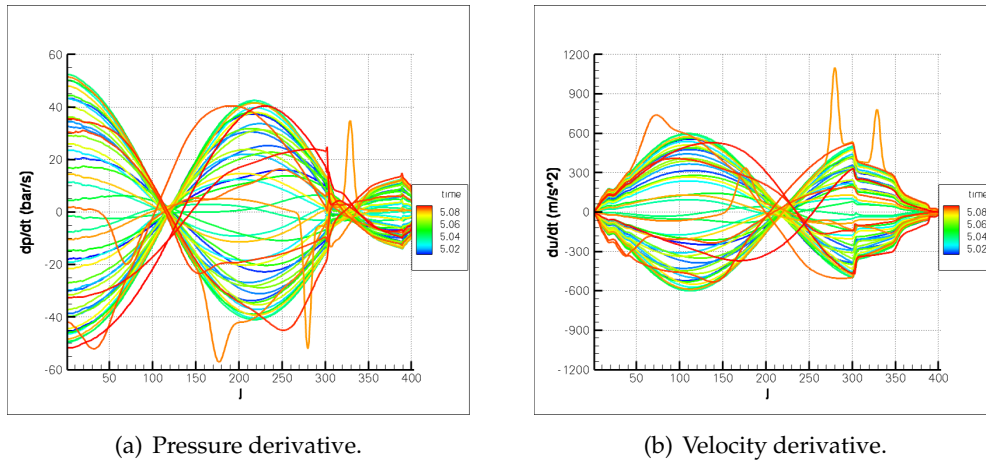 60
40
20
0
-20
-40
-60
dp/dt (bar/s)
50 100 150 200 250 300 350 400
J
time
5.08
5.06
5.04
5.02
1200
900
600
300
0
-300
-600
-900
-1200
du/dt (m/s^2)
50 100 150 200 250 300 350 400
J
time
5.08
5.06
5.04
5.02
(a) Pressure derivative.
(b) Velocity derivative.